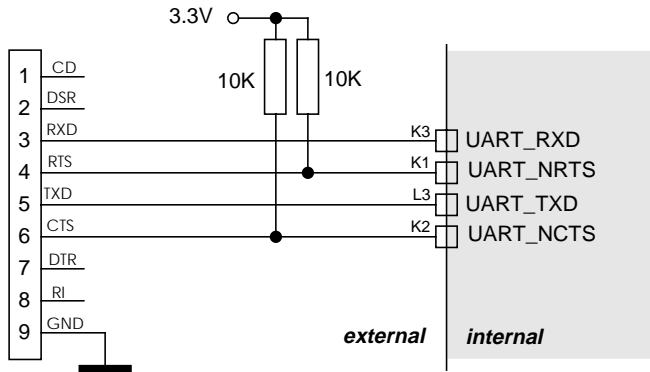 3.3V
10K 10K
1 CD
2 DSR
3 RXD K3 UART_RXD
4 RTS K1 UART_NRTS
5 TXD L3 UART_TXD
6 CTS K2 UART_NCTS
7 DTR
8 RI
9 GND
external internal